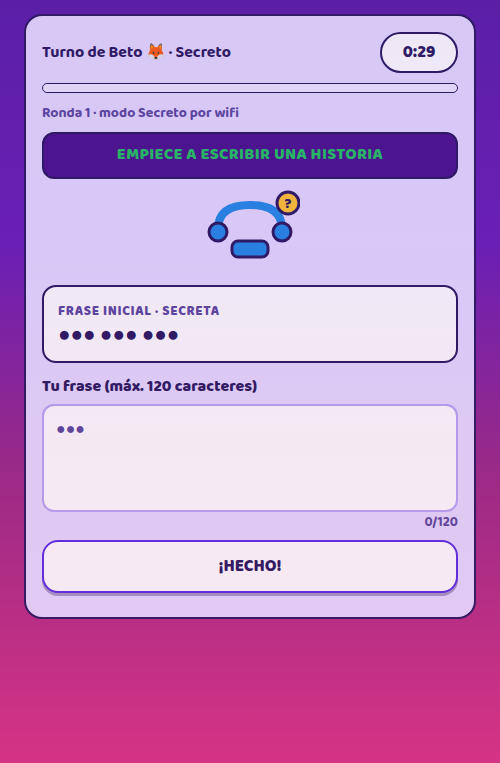 Turno de Beto 🦊 · Secreto
0:29
Ronda 1 · modo Secreto por wifi
EMPIECE A ESCRIBIR UNA HISTORIA
?
FRASE INICIAL · SECRETA
●●● ●●● ●●●
Tu frase (máx. 120 caracteres)
●●●
0/120
¡HECHO!